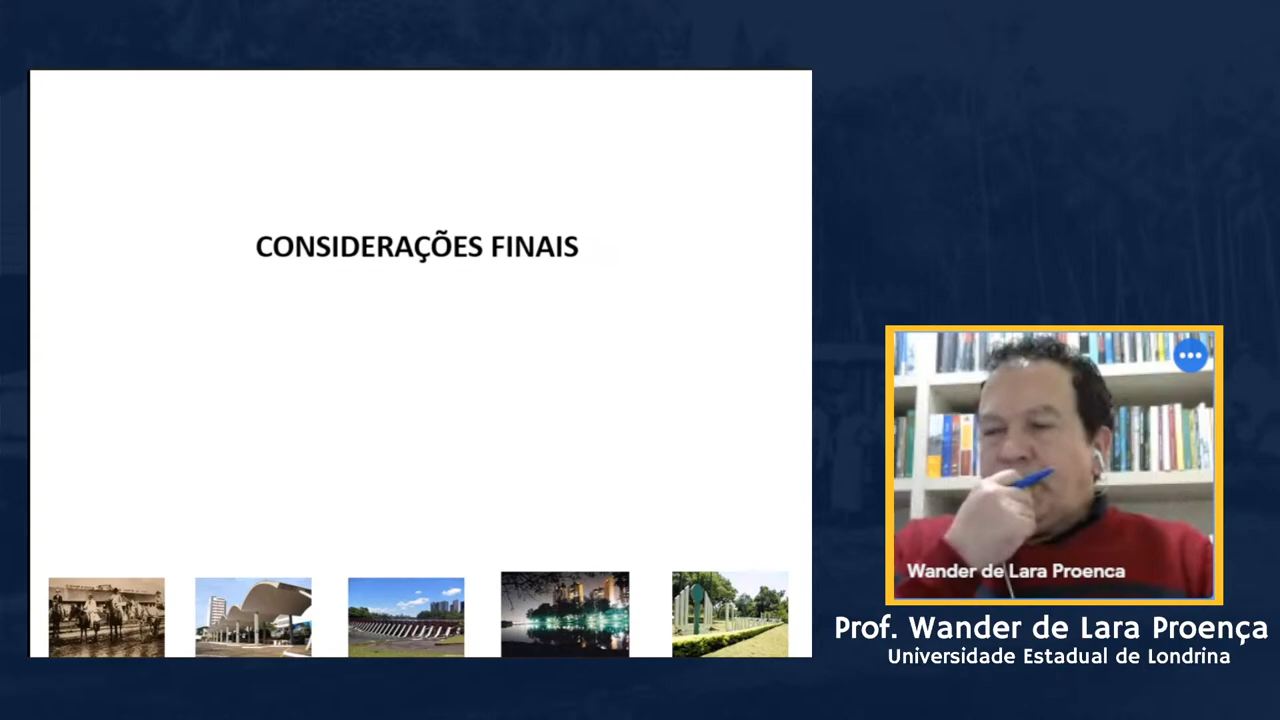 CONSIDERAÇÕES FINAIS
Wander de Lara Proenca
Prof. Wander de Lara Proença
Universidade Estadual de Londrina